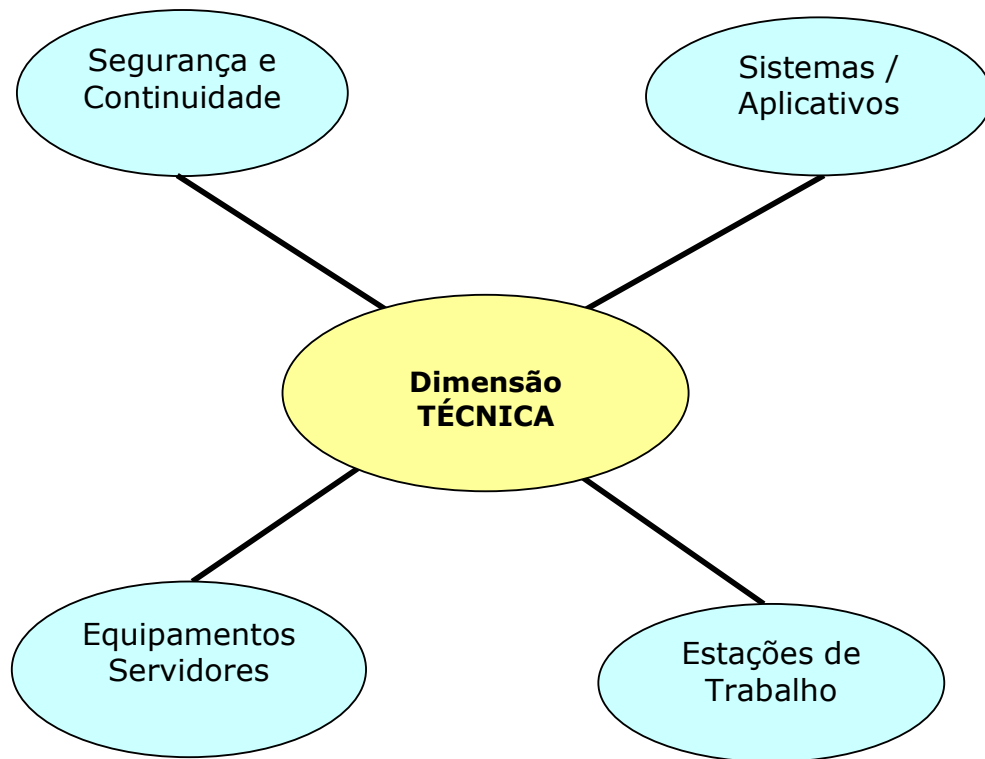 Segurança e
Continuidade
Sistemas /
Aplicativos
Dimensão
TÉCNICA
Equipamentos
Servidores
Estações de
Trabalho